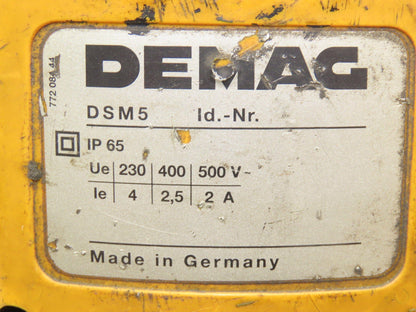 DEMAG
DSM5 Id.-Nr.
IP 65
Ue 230 400 500 V~
Ie 4 2,5 2 A
Made in Germany
772 084 44